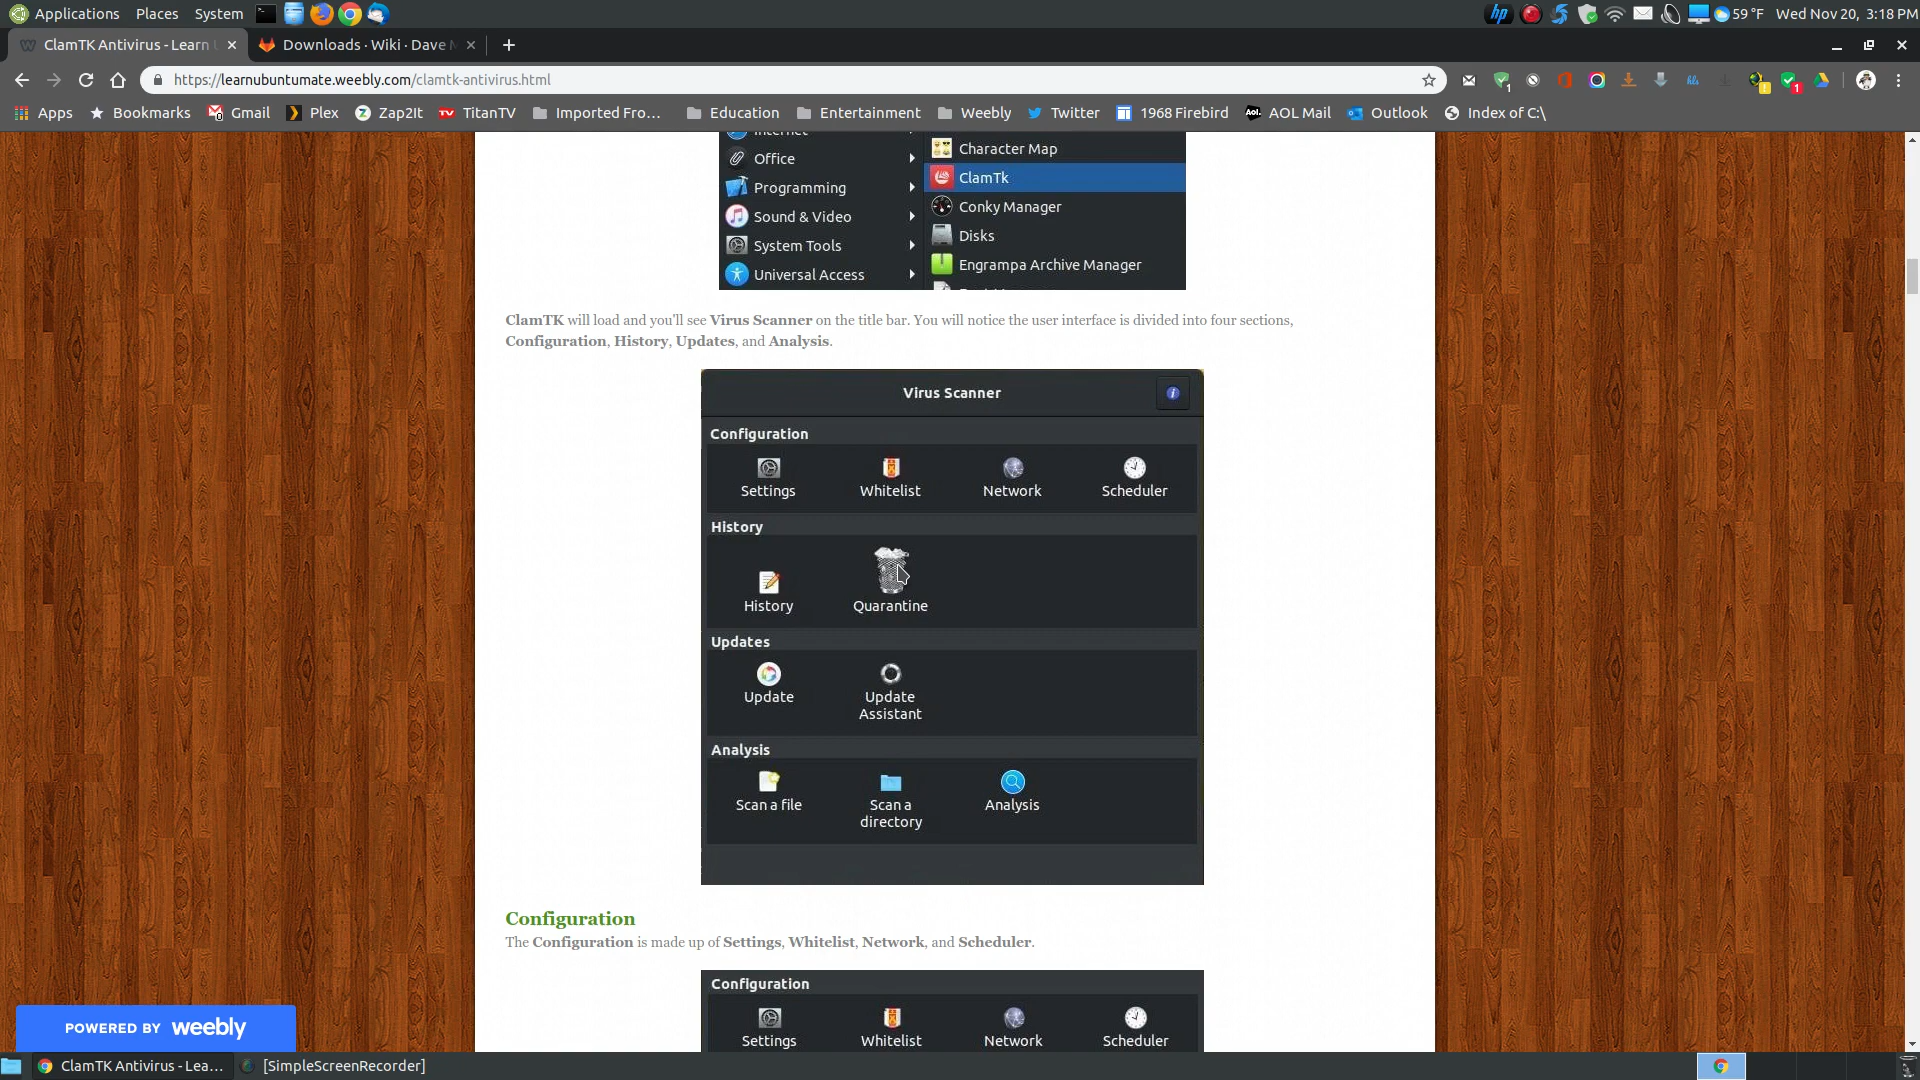 Applications Places System
59 °F Wed Nov 20, 3:18 PM
ClamTK Antivirus - Learn
Downloads · Wiki · Dave
https://learnubuntumate.weebly.com/clamtk-antivirus.html
Apps Bookmarks Gmail Plex Zap2It TitanTV Imported Fro... Education Entertainment Weebly Twitter 1968 Firebird AOL Mail Outlook Index of C:\
Internet
Office
Programming
Sound & Video
System Tools
Universal Access
Character Map
ClamTk
Conky Manager
Disks
Engrampa Archive Manager
ClamTK will load and you'll see Virus Scanner on the title bar. You will notice the user interface is divided into four sections,
Configuration, History, Updates, and Analysis.
Virus Scanner
Configuration
Settings Whitelist Network Scheduler
History
History Quarantine
Updates
Update Update
Assistant
Analysis
Scan a file Scan a Analysis
directory
Configuration
The Configuration is made up of Settings, Whitelist, Network, and Scheduler.
Configuration
Settings Whitelist Network Scheduler
POWERED BY weebly
ClamTK Antivirus - Lea... [SimpleScreenRecorder]